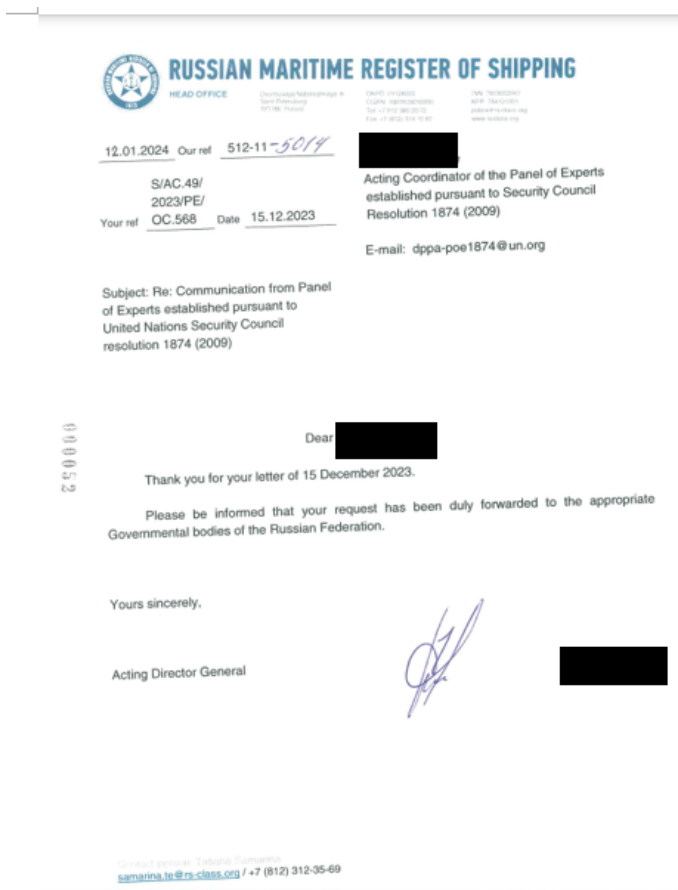 RUSSIAN MARITIME REGISTER OF SHIPPING
HEAD OFFICE
12.01.2024 Our ref 512-11-5014
S/AC.49/
2023/PE/
Your ref OC.568 Date 15.12.2023
Acting Coordinator of the Panel of Experts
established pursuant to Security Council
Resolution 1874 (2009)
E-mail: dppa-poe1874@un.org
Subject: Re: Communication from Panel
of Experts established pursuant to
United Nations Security Council
resolution 1874 (2009)
000052
Dear
Thank you for your letter of 15 December 2023.
Please be informed that your request has been duly forwarded to the appropriate
Governmental bodies of the Russian Federation.
Yours sincerely,
Acting Director General
Contact person: Tatiana Samarina
samarina.te@rs-class.org / +7 (812) 312-35-69